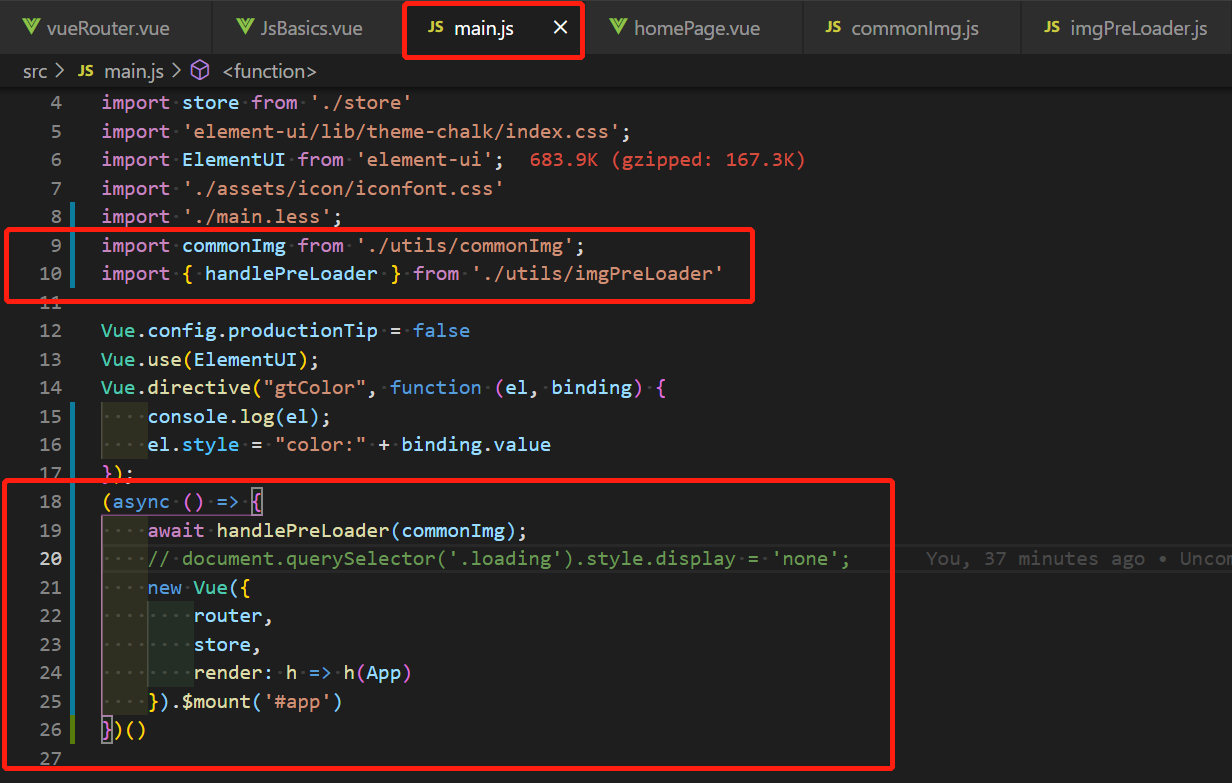 vueRouter.vue JsBasics.vue JS main.js × homePage.vue JS commonImg.js JS imgPreLoader.js
src > JS main.js > <function>
4 import store from './store'
5 import 'element-ui/lib/theme-chalk/index.css';
6 import ElementUI from 'element-ui'; 683.9K (gzipped: 167.3K)
7 import './assets/icon/iconfont.css'
8 import './main.less';
9 import commonImg from './utils/commonImg';
10 import { handlePreLoader } from './utils/imgPreLoader'
11
12 Vue.config.productionTip = false
13 Vue.use(ElementUI);
14 Vue.directive("gtColor", function (el, binding) {
15     console.log(el);
16     el.style = "color:" + binding.value
17 });
18 (async () => {
19     await handlePreLoader(commonImg);
20     // document.querySelector('.loading').style.display = 'none'; You, 37 minutes ago • Uncom
21     new Vue({
22         router,
23         store,
24         render: h => h(App)
25     }).$mount('#app')
26 })()
27